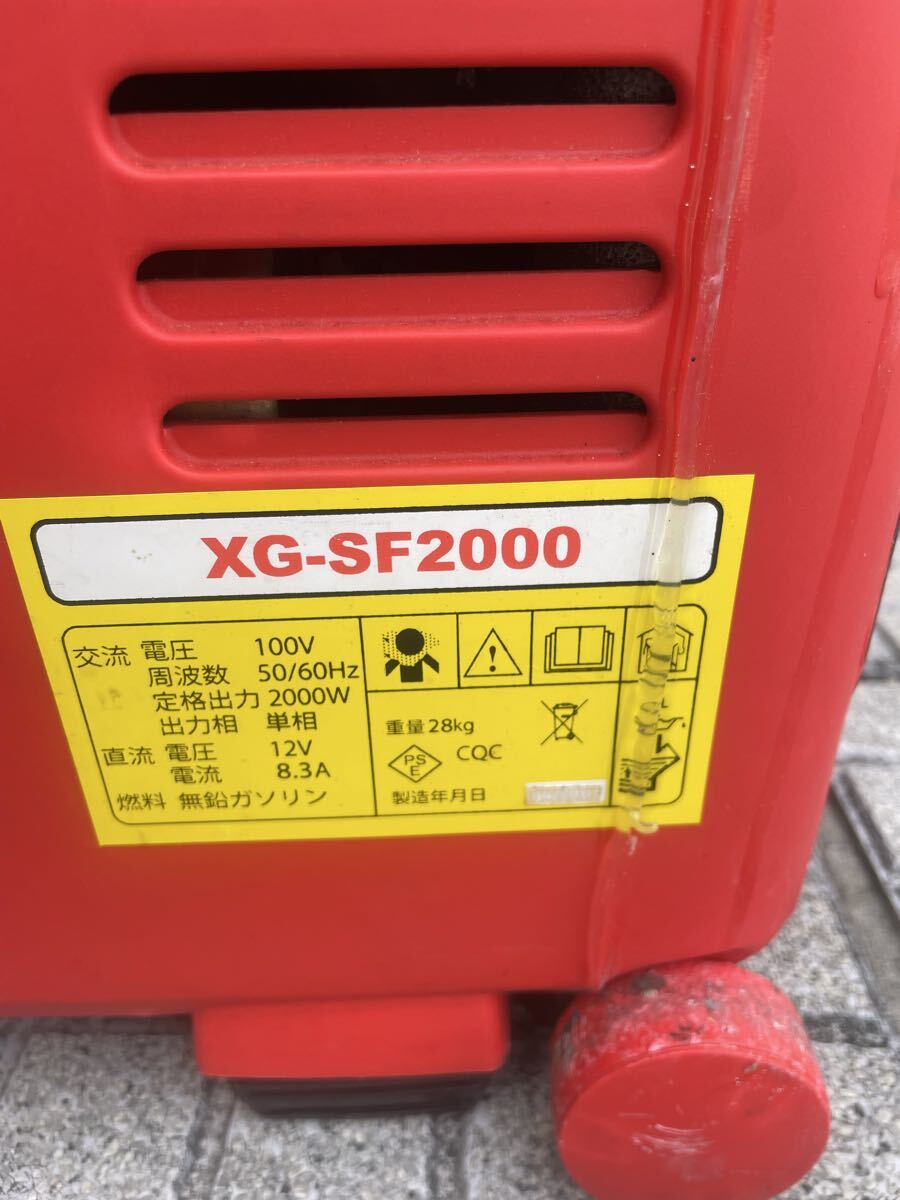 XG-SF2000
交流 電圧 100V
周波数 50/60Hz
定格出力 2000W
出力相 単相
直流 電圧 12V
電流 8.3A
燃料 無鉛ガソリン
重量28kg
PS
E
CQC
製造年月日